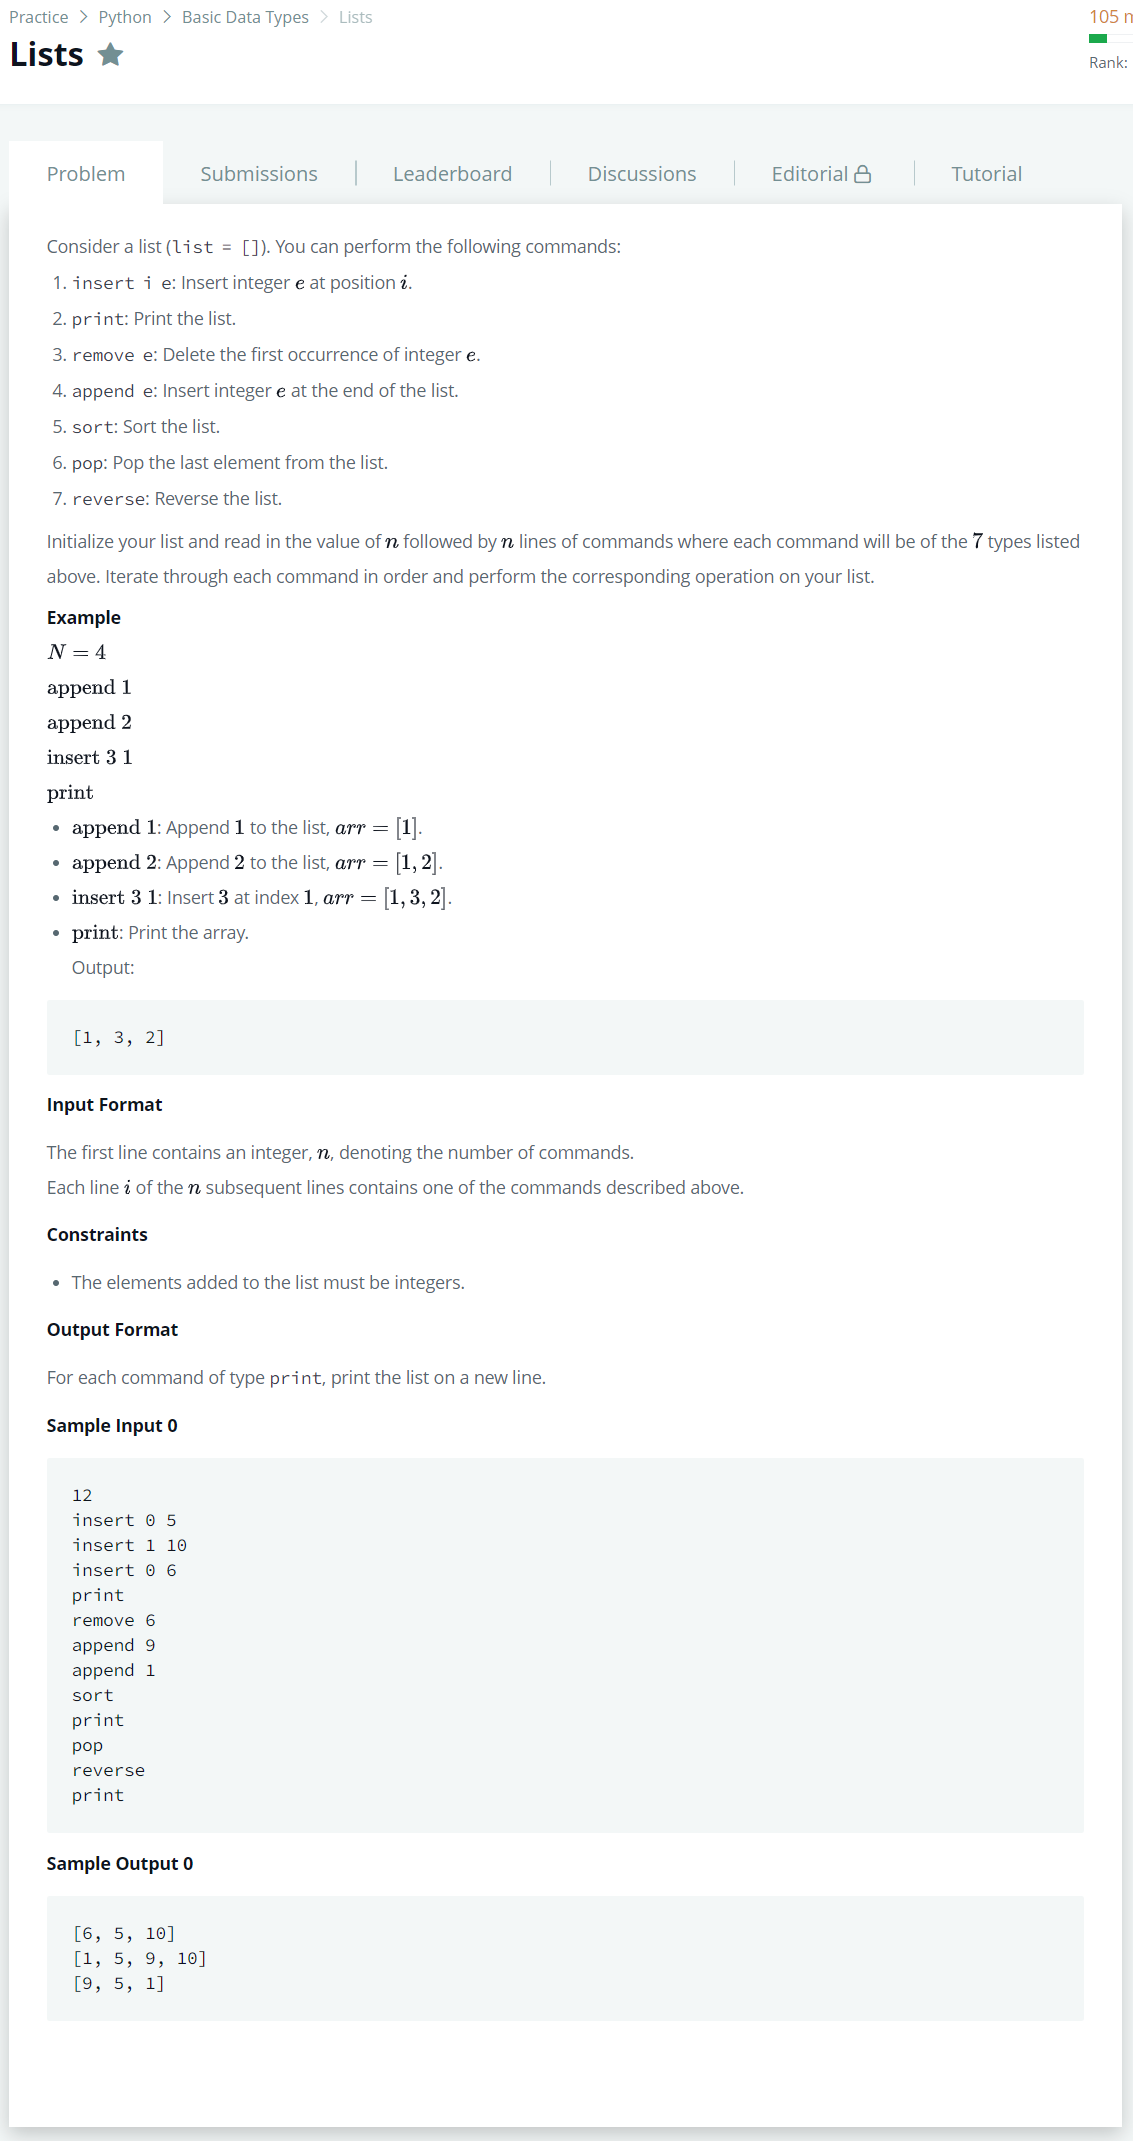 Practice > Python > Basic Data Types > Lists
105
Lists
Rank:
Problem
Submissions
Leaderboard
Discussions
Editorial
Tutorial
Consider a list (list = []). You can perform the following commands:
1. insert i e: Insert integer e at position i.
2. print: Print the list.
3. remove e: Delete the first occurrence of integer e.
4. append e: Insert integer e at the end of the list.
5. sort: Sort the list.
6. pop: Pop the last element from the list.
7. reverse: Reverse the list.
Initialize your list and read in the value of n followed by n lines of commands where each command will be of the 7 types listed
above. Iterate through each command in order and perform the corresponding operation on your list.
Example
N = 4
append 1
append 2
insert 3 1
print
• append 1: Append 1 to the list, arr = [1].
• append 2: Append 2 to the list, arr = [1, 2].
• insert 3 1: Insert 3 at index 1, arr = [1, 3, 2].
• print: Print the array.
Output:
[1, 3, 2]
Input Format
The first line contains an integer, n, denoting the number of commands.
Each line i of the n subsequent lines contains one of the commands described above.
Constraints
• The elements added to the list must be integers.
Output Format
For each command of type print, print the list on a new line.
Sample Input 0
12
insert 0 5
insert 1 10
insert 0 6
print
remove 6
append 9
append 1
sort
print
pop
reverse
print
Sample Output 0
[6, 5, 10]
[1, 5, 9, 10]
[9, 5, 1]